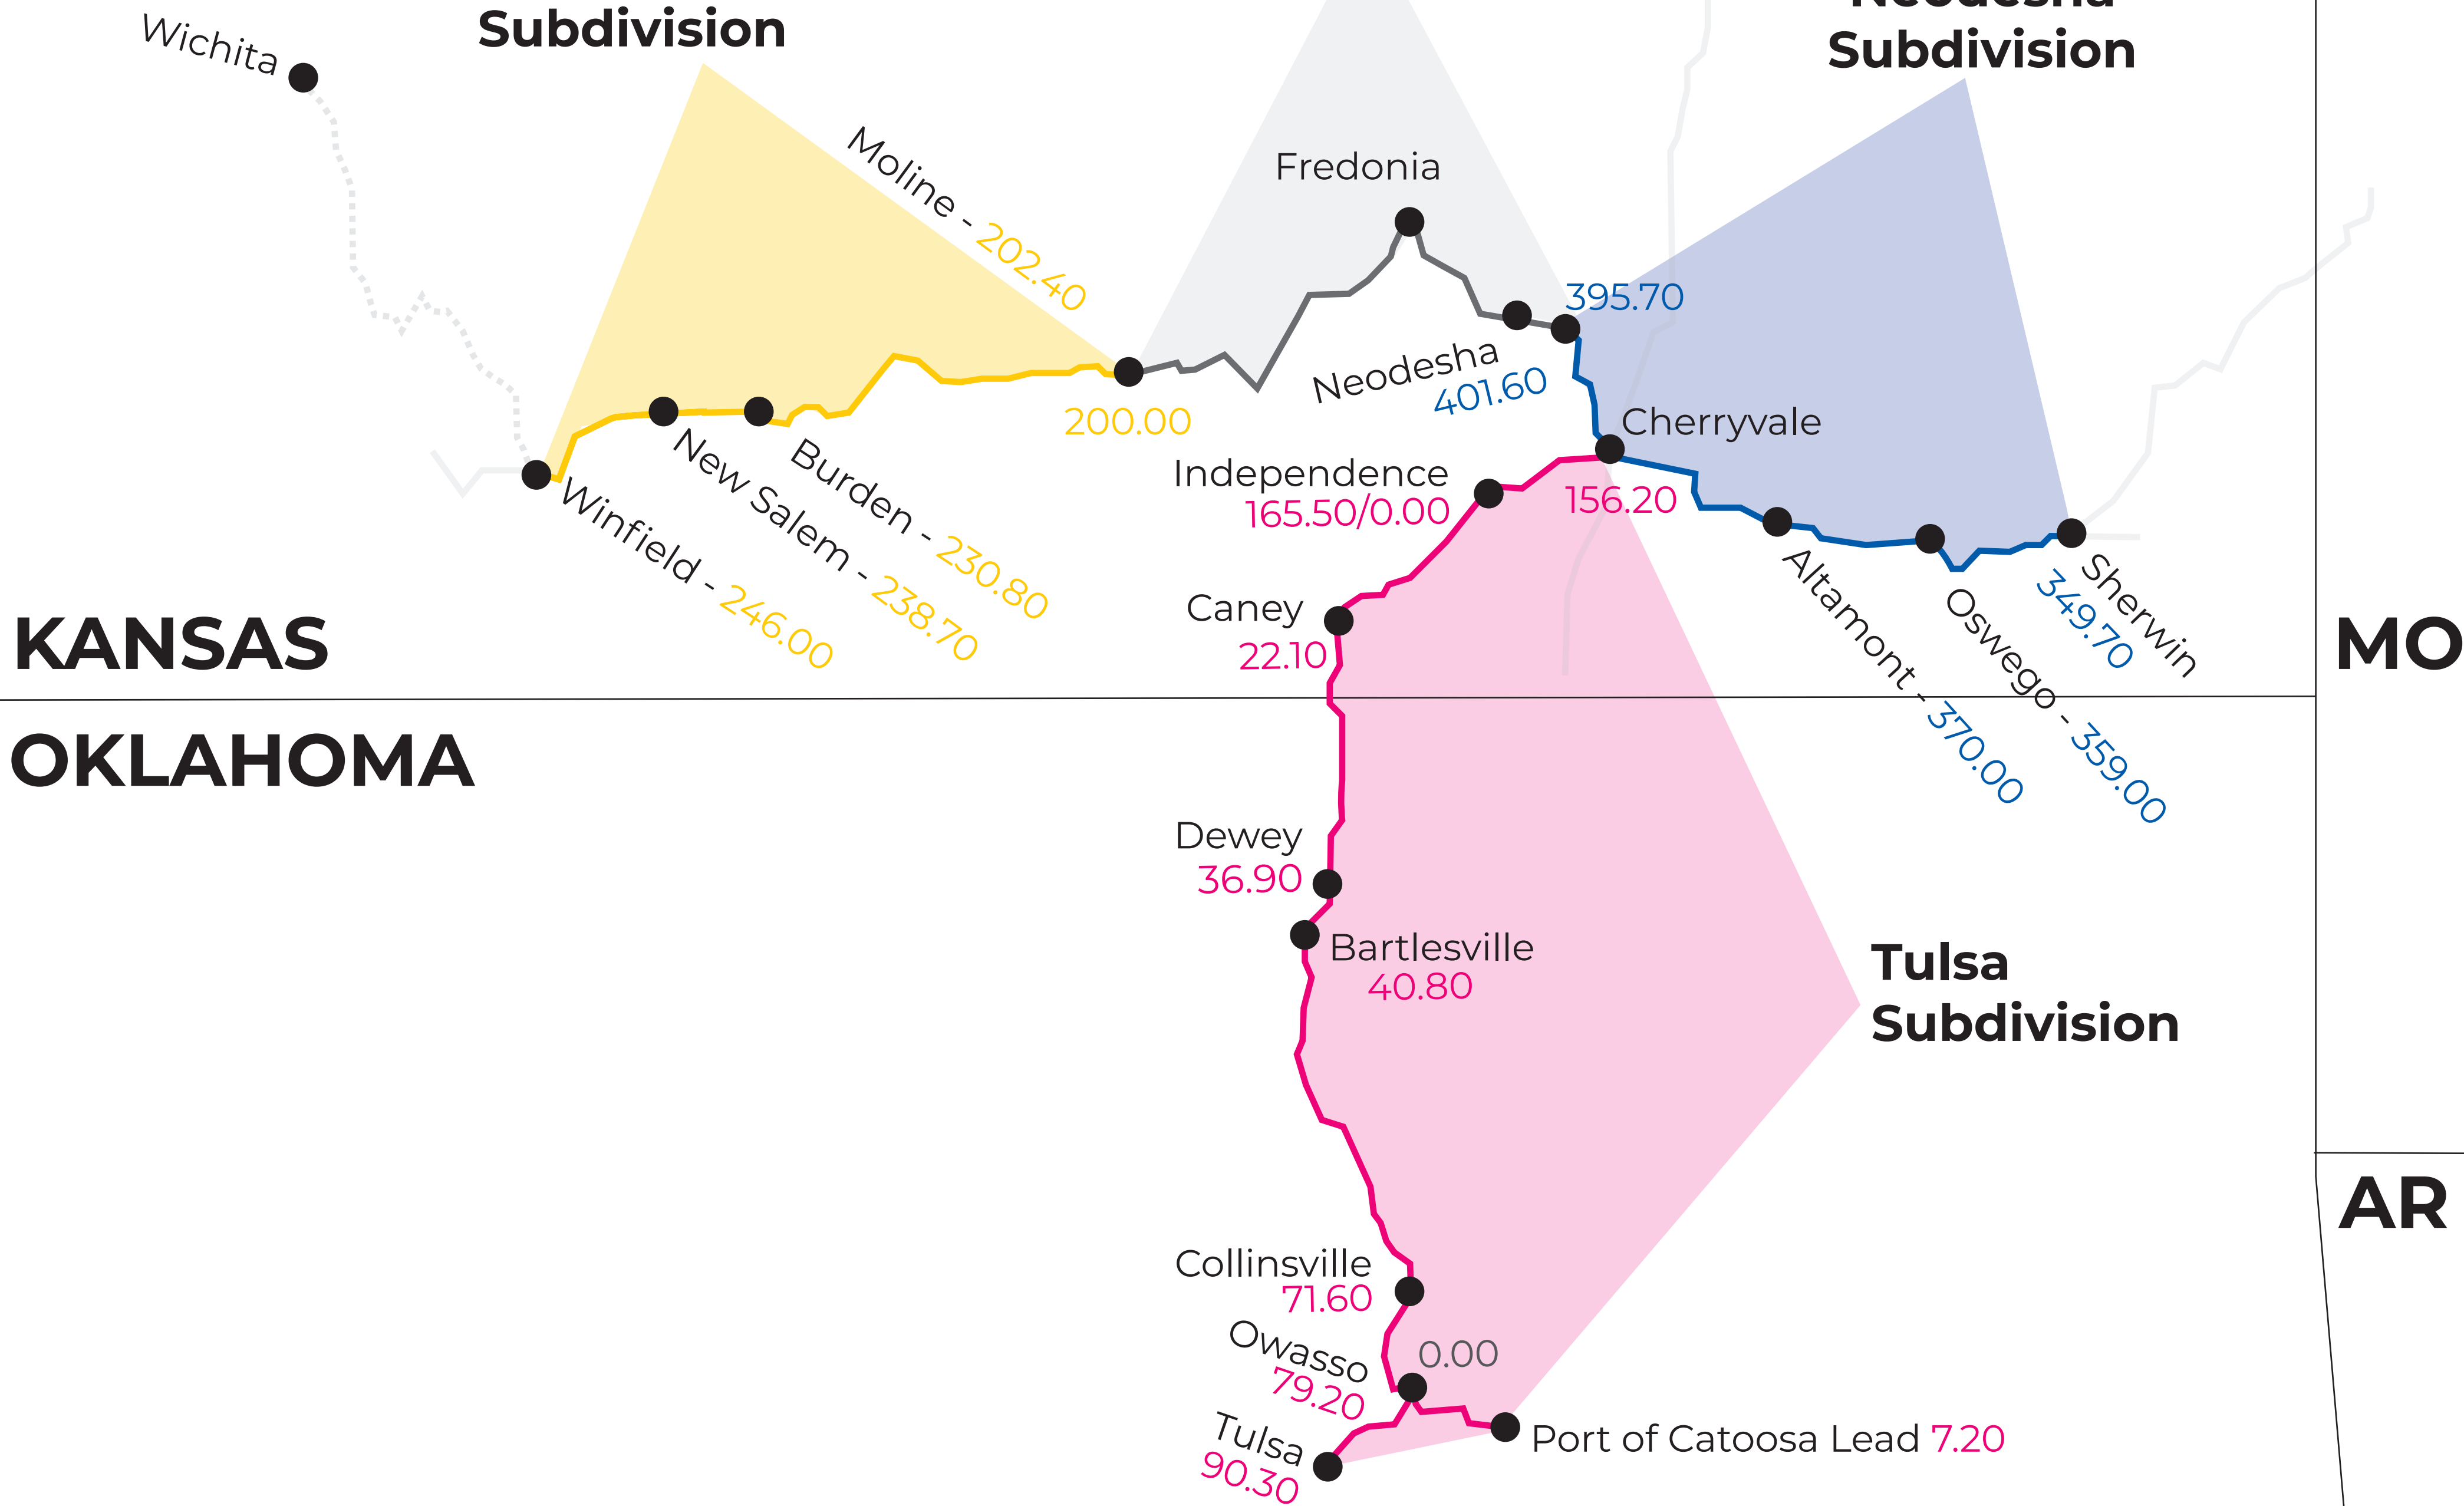 Neodesha
Subdivision
Subdivision
Wichita
Moline - 202.40
Fredonia
395.70
Neodesha
401.60
200.00
Cherryvale
Independence
165.50/0.00
156.20
Burden - 230.80
New Salem - 238.70
Winfield - 246.00
Caney
22.10
Altamont - 370.00
Oswego - 359.00
Sherwin
349.70
KANSAS
MO
OKLAHOMA
Dewey
36.90
Bartlesville
40.80
Tulsa
Subdivision
AR
Collinsville
71.60
Owasso
79.20
0.00
Tulsa
90.30
Port of Catoosa Lead 7.20